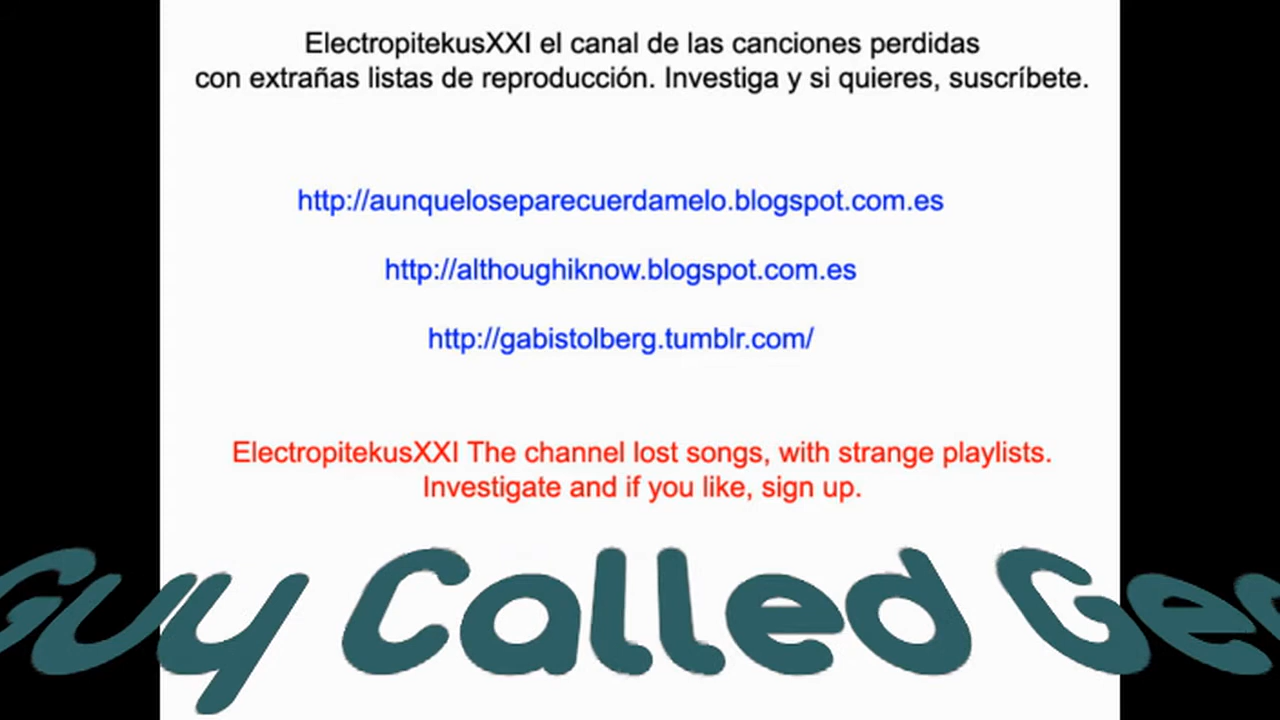 ElectropitekusXXI el canal de las canciones perdidas
con extrañas listas de reproducción. Investiga y si quieres, suscríbete.
http://aunqueloseparecuerdamelo.blogspot.com.es
http://althoughiknow.blogspot.com.es
http://gabistolberg.tumblr.com/
ElectropitekusXXI The channel lost songs, with strange playlists.
Investigate and if you like, sign up.
Guy Called